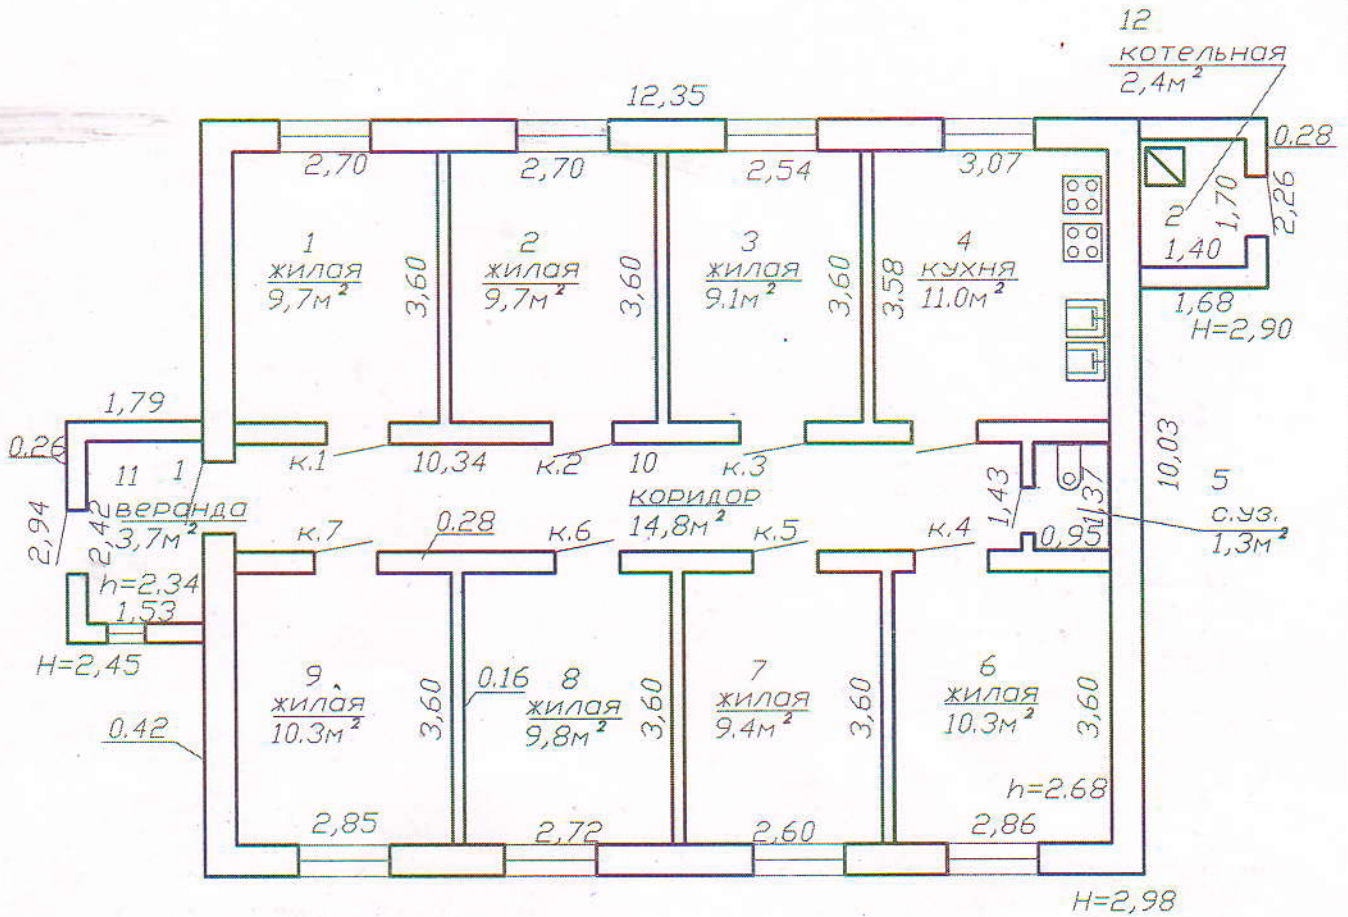 12
котельная
2,4м²
12,35
0.28
2,70
2,70
2,54
3,07
2,26
1,70
2
1,40
1
жилая
9,7м²
3,60
2
жилая
9,7м²
3,60
3
жилая
9.1м²
3,60
3,58
4
кухня
11.0м²
1,68
H=2,90
1,79
0.26
11
1
веранда
3,7м²
2,94
2,42
h=2.34
1,53
H=2,45
к.1
10,34
к.2
10
к.3
коридор
14,8м²
1,43
1,37
0,95
10,03
5
с.уз.
1,3м²
к.7
0.28
к.6
к.5
к.4
0.42
9
жилая
10.3м²
3,60
0.16
8
жилая
9,8м²
3,60
7
жилая
9.4м²
3,60
6
жилая
10.3м²
3,60
h=2.68
2,85
2,72
2,60
2,86
H=2,98